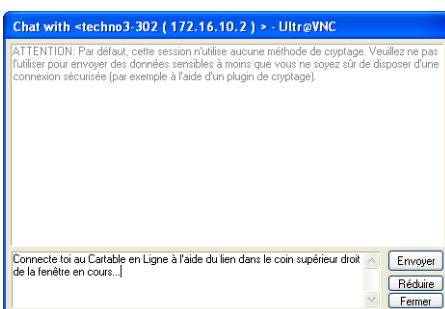 Chat with <techno3-302 ( 172.16.10.2 ) > - Ultr@VNC
ATTENTION: Par défaut, cette session n'utilise aucune méthode de cryptage. Veuillez ne pas
l'utiliser pour envoyer des données sensibles à moins que vous ne soyez sûr de disposer d'une
connexion sécurisée (par exemple à l'aide d'un plugin de cryptage).
Connecte toi au Cartable en Ligne à l'aide du lien dans le coin supérieur droit
de la fenêtre en cours...
Envoyer
Réduire
Fermer